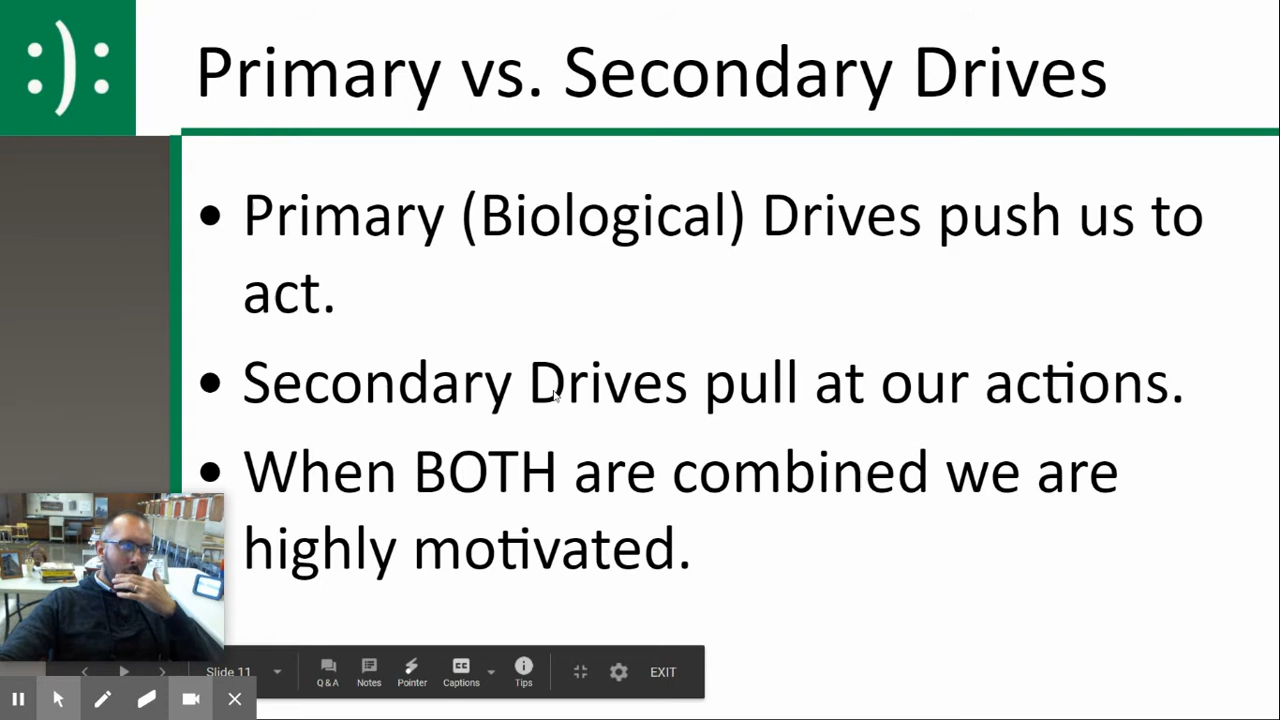 :):
Primary vs. Secondary Drives
• Primary (Biological) Drives push us to
act.
• Secondary Drives pull at our actions.
• When BOTH are combined we are
highly motivated.
Slide 11
Q & A
Notes
Pointer
Captions
Tips
EXIT